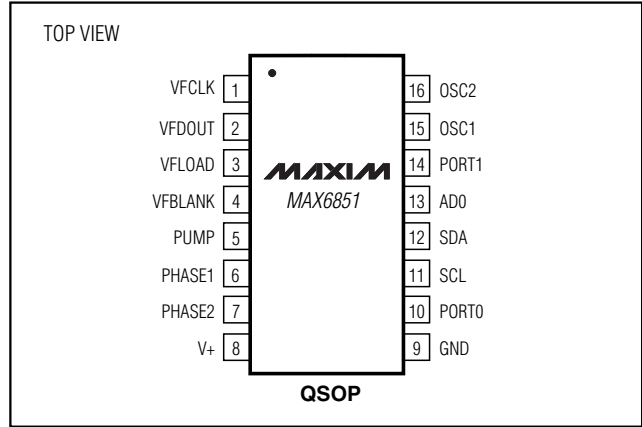 TOP VIEW
VFCLK 1 16 OSC2
VFDOUT 2 15 OSC1
VFLOAD 3 MAXIM 14 PORT1
VFBLANK 4 MAX6851 13 AD0
PUMP 5 12 SDA
PHASE1 6 11 SCL
PHASE2 7 10 PORT0
V+ 8 9 GND
QSOP